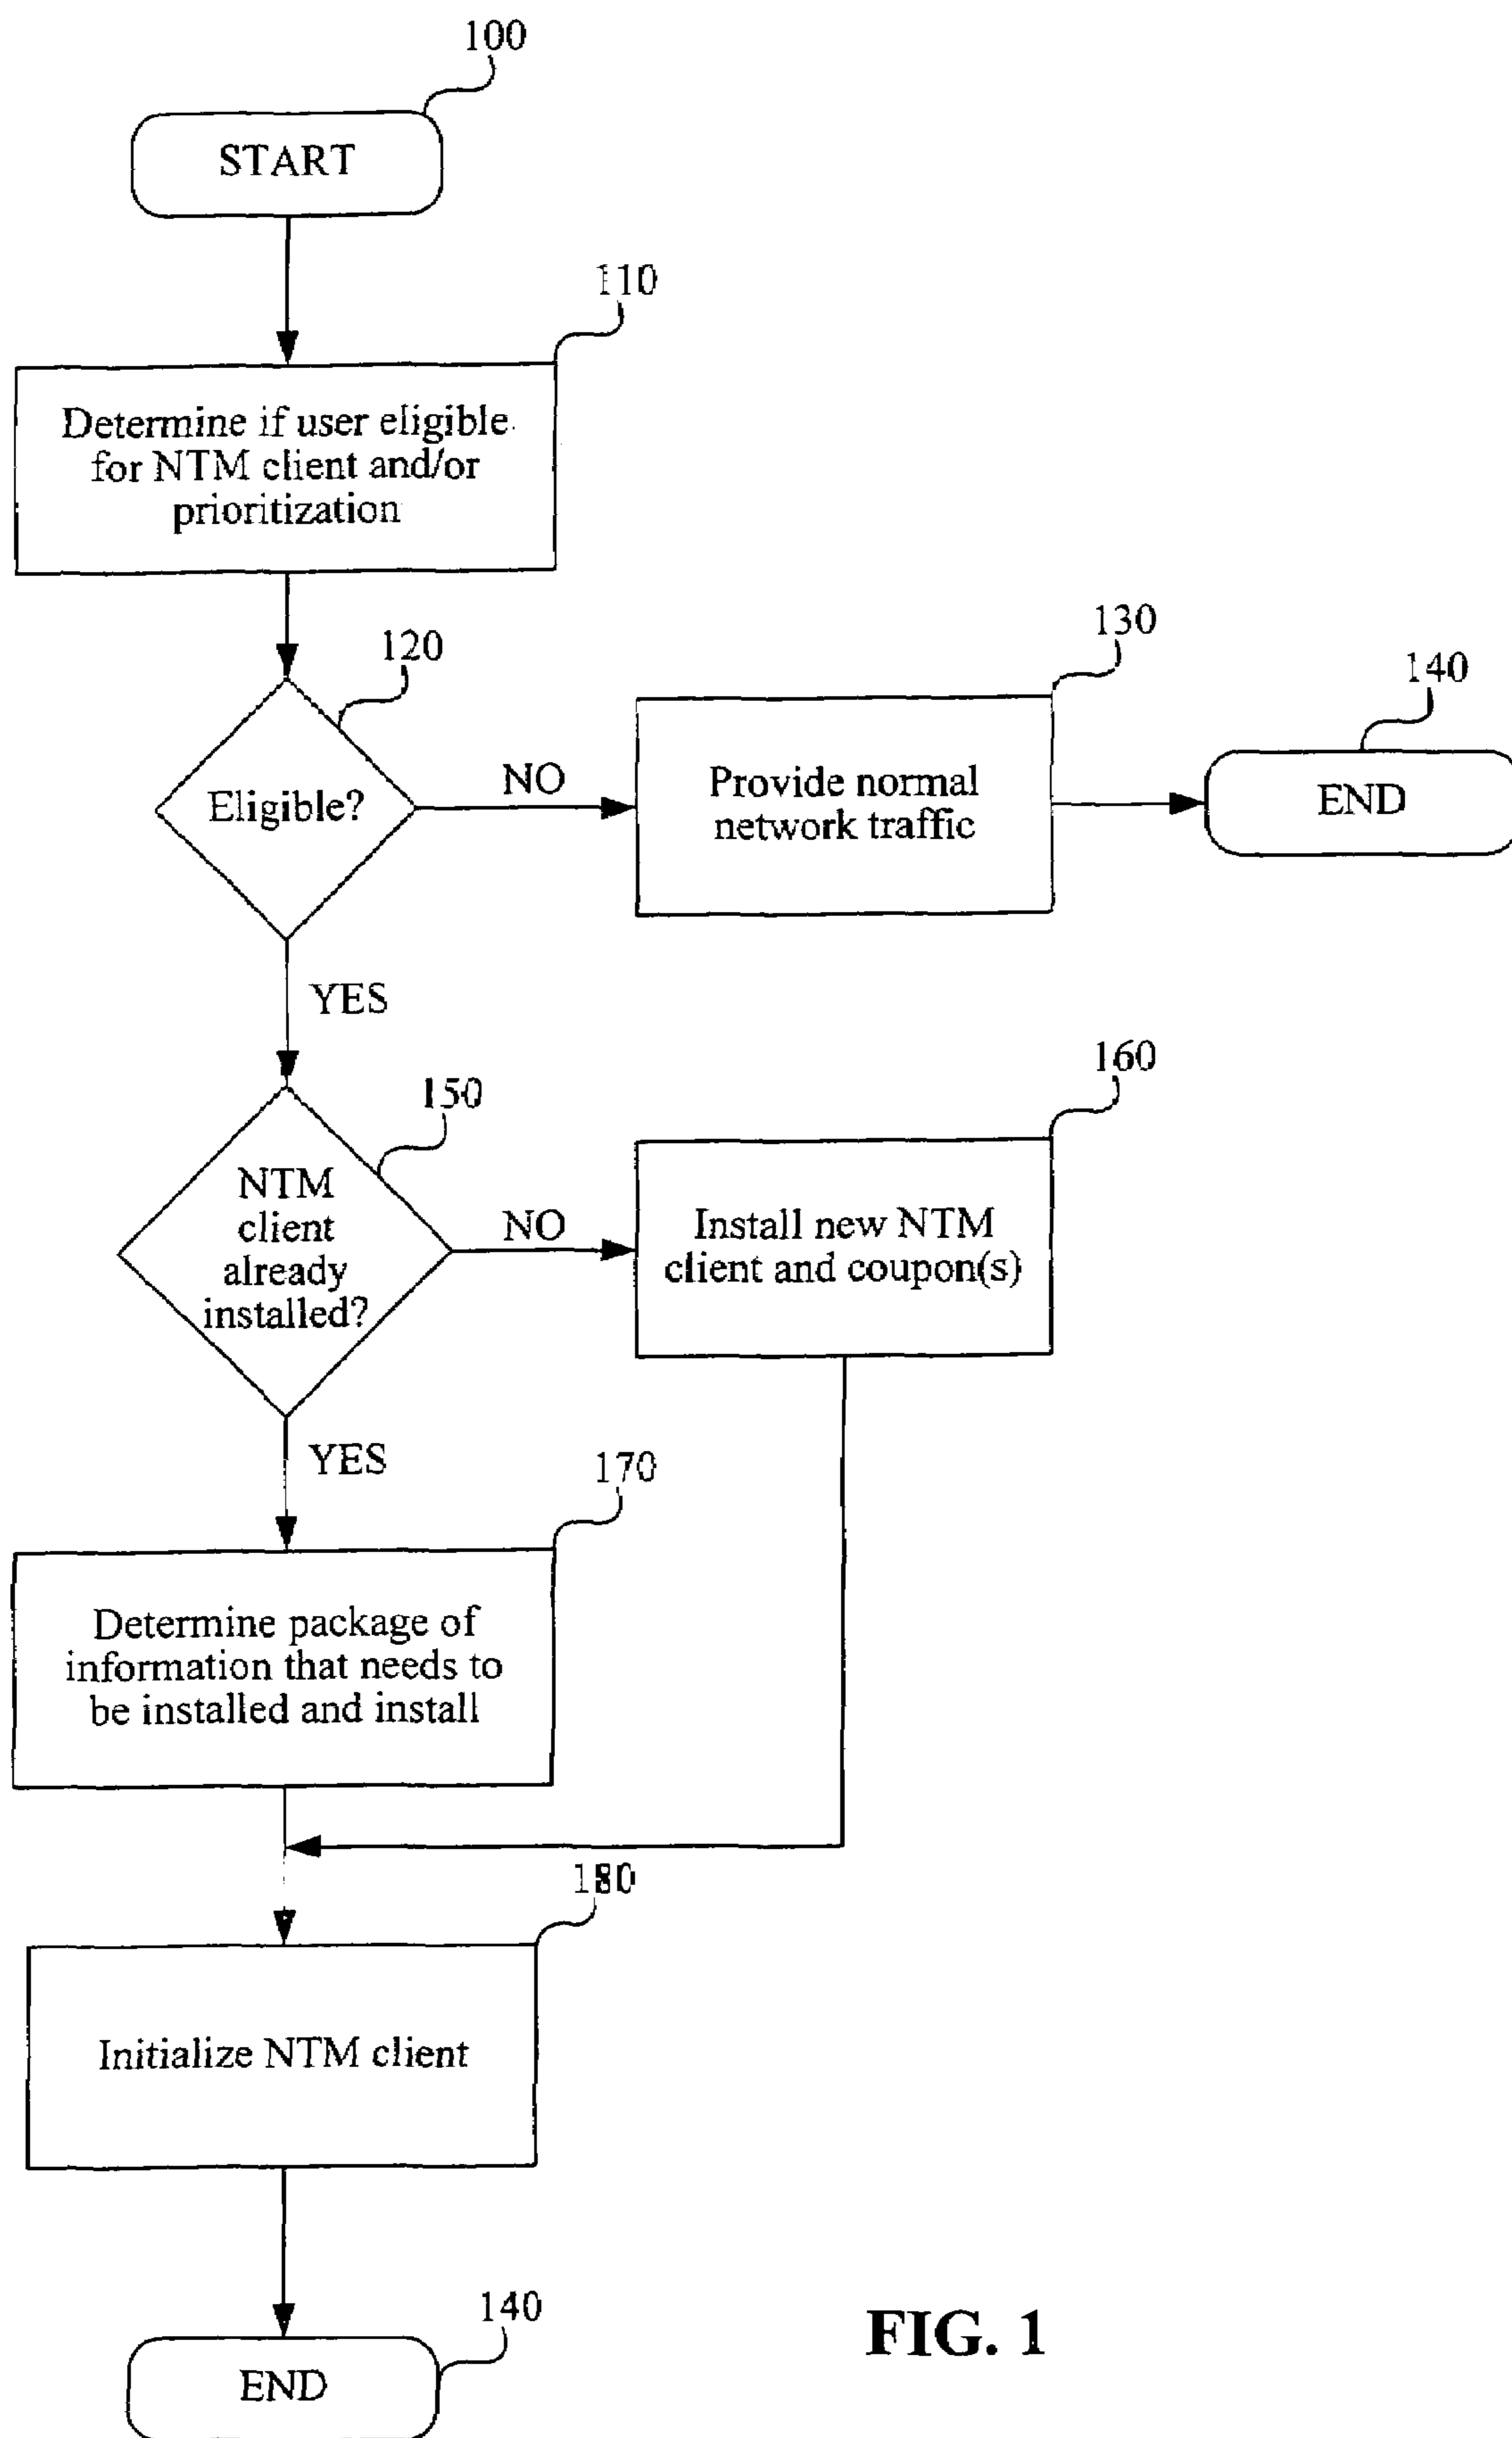 100
START
110
Determine if user eligible
for NTM client and/or
prioritization
120
130
140
Eligible?
NO
Provide normal
network traffic
END
YES
150
160
NTM
client
already
installed?
NO
Install new NTM
client and coupon(s)
YES
170
Determine package of
information that needs to
be installed and install
180
Initialize NTM client
140
END
FIG. 1